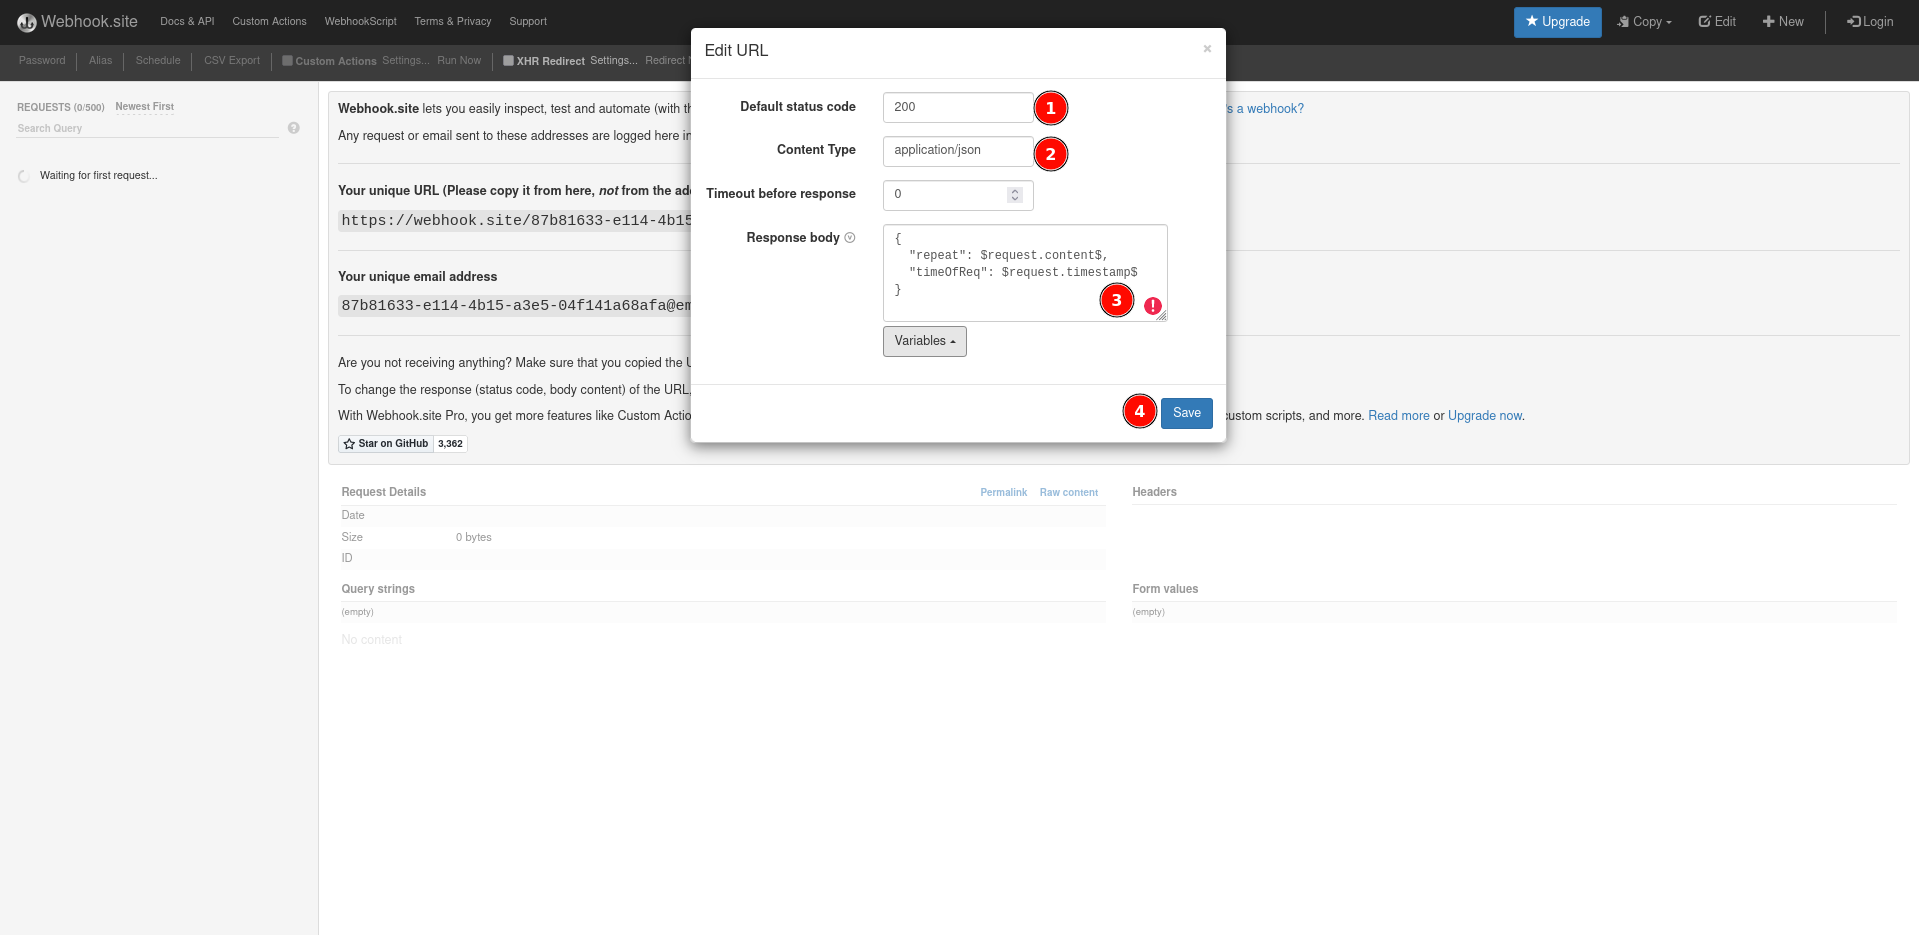 Webhook.site Docs & API Custom Actions WebhookScript Terms & Privacy Support
Upgrade Copy Edit New Login
Password Alias Schedule CSV Export Custom Actions Settings... Run Now XHR Redirect Settings... Redirect
REQUESTS (0/500) Newest First
Search Query
?
Waiting for first request...
Edit URL
×
Default status code 200 1
Content Type application/json 2
Timeout before response 0
Response body
{
"repeat": $request.content$,
"timeOfReq": $request.timestamp$
}
3 !
Variables
4 Save
Webhook.site lets you easily inspect, test and automate (with
a webhook?
Any request or email sent to these addresses are logged here
Your unique URL (Please copy it from here, not from the
https://webhook.site/87b81633-e114-4b15
Your unique email address
87b81633-e114-4b15-a3e5-04f141a68afa@em
Are you not receiving anything? Make sure that you copied the
To change the response (status code, body content) of the URL,
With Webhook.site Pro, you get more features like Custom
custom scripts, and more. Read more or Upgrade now.
Star on GitHub 3,362
Request Details Permalink Raw content
Date
Size 0 bytes
ID
Headers
Query strings
(empty)
No content
Form values
(empty)